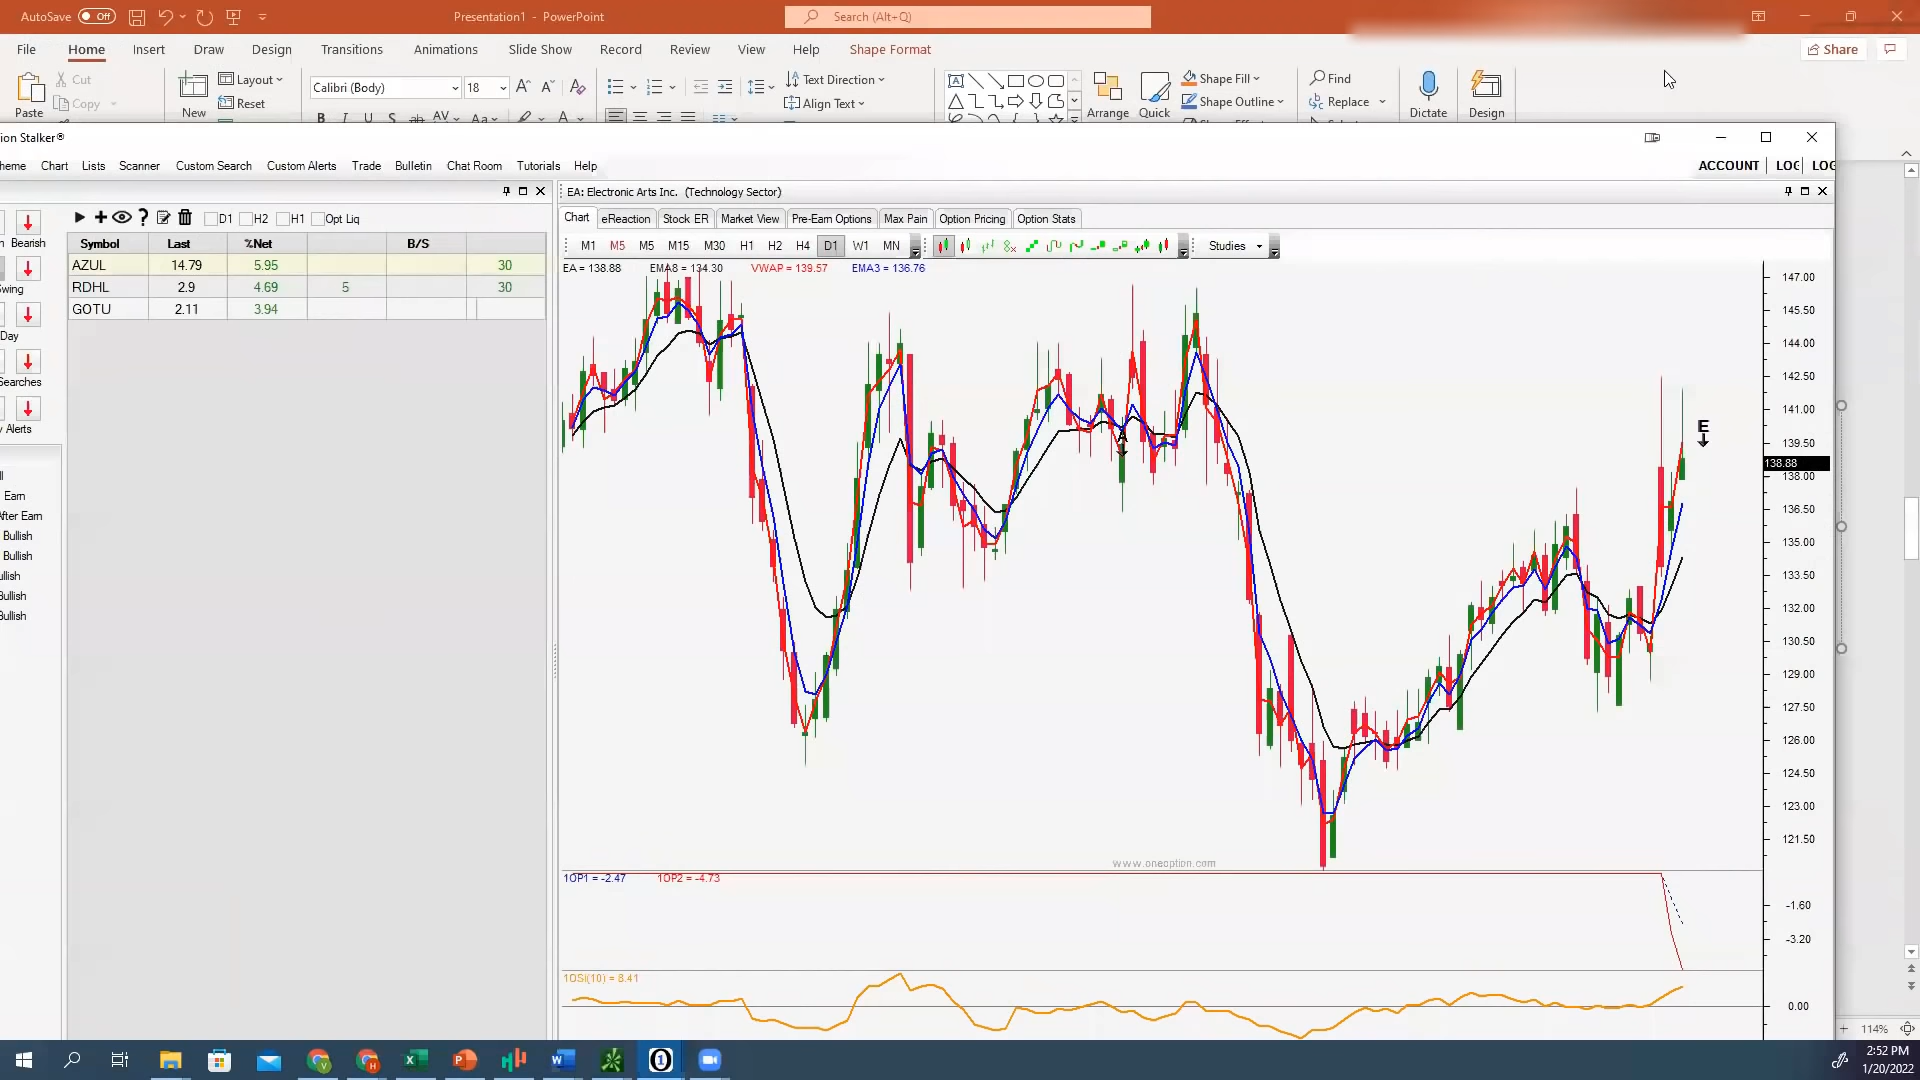 AutoSave Off Presentation1 - PowerPoint Search (Alt+Q)
File Home Insert Draw Design Transitions Animations Slide Show Record Review View Help Shape Format Share
Cut Layout Calibri (Body) 18 Text Direction Shape Fill Find
Copy Reset Align Text Shape Outline Replace
Paste New Arrange Quick Dictate Design
ion Stalker®
heme Chart Lists Scanner Custom Search Custom Alerts Trade Bulletin Chat Room Tutorials Help ACCOUNT LOG LOG
EA: Electronic Arts Inc. (Technology Sector)
D1 H2 H1 Opt Liq
Chart eReaction Stock ER Market View Pre-Earn Options Max Pain Option Pricing Option Stats
Symbol Last %Net B/S
AZUL 14.79 5.95 30
RDHL 2.9 4.69 5 30
GOTU 2.11 3.94
M1 M5 M5 M15 M30 H1 H2 H4 D1 W1 MN Studies
EA = 138.88 EMA8 = 134.30 VWAP = 139.57 EMA3 = 136.76
Bearish
Swing
Day
Searches
y Alerts
Earn
After Earn
Bullish
Bullish
ullish
Bullish
Bullish
147.00
145.50
144.00
142.50
141.00
139.50
138.88
138.00
136.50
135.00
133.50
132.00
130.50
129.00
127.50
126.00
124.50
123.00
121.50
A
E
www.oneoption.com
1OP1 = -2.47 1OP2 = -4.73
-1.60
-3.20
1OSI(10) = 8.41
0.00
114%
2:52 PM
1/20/2022